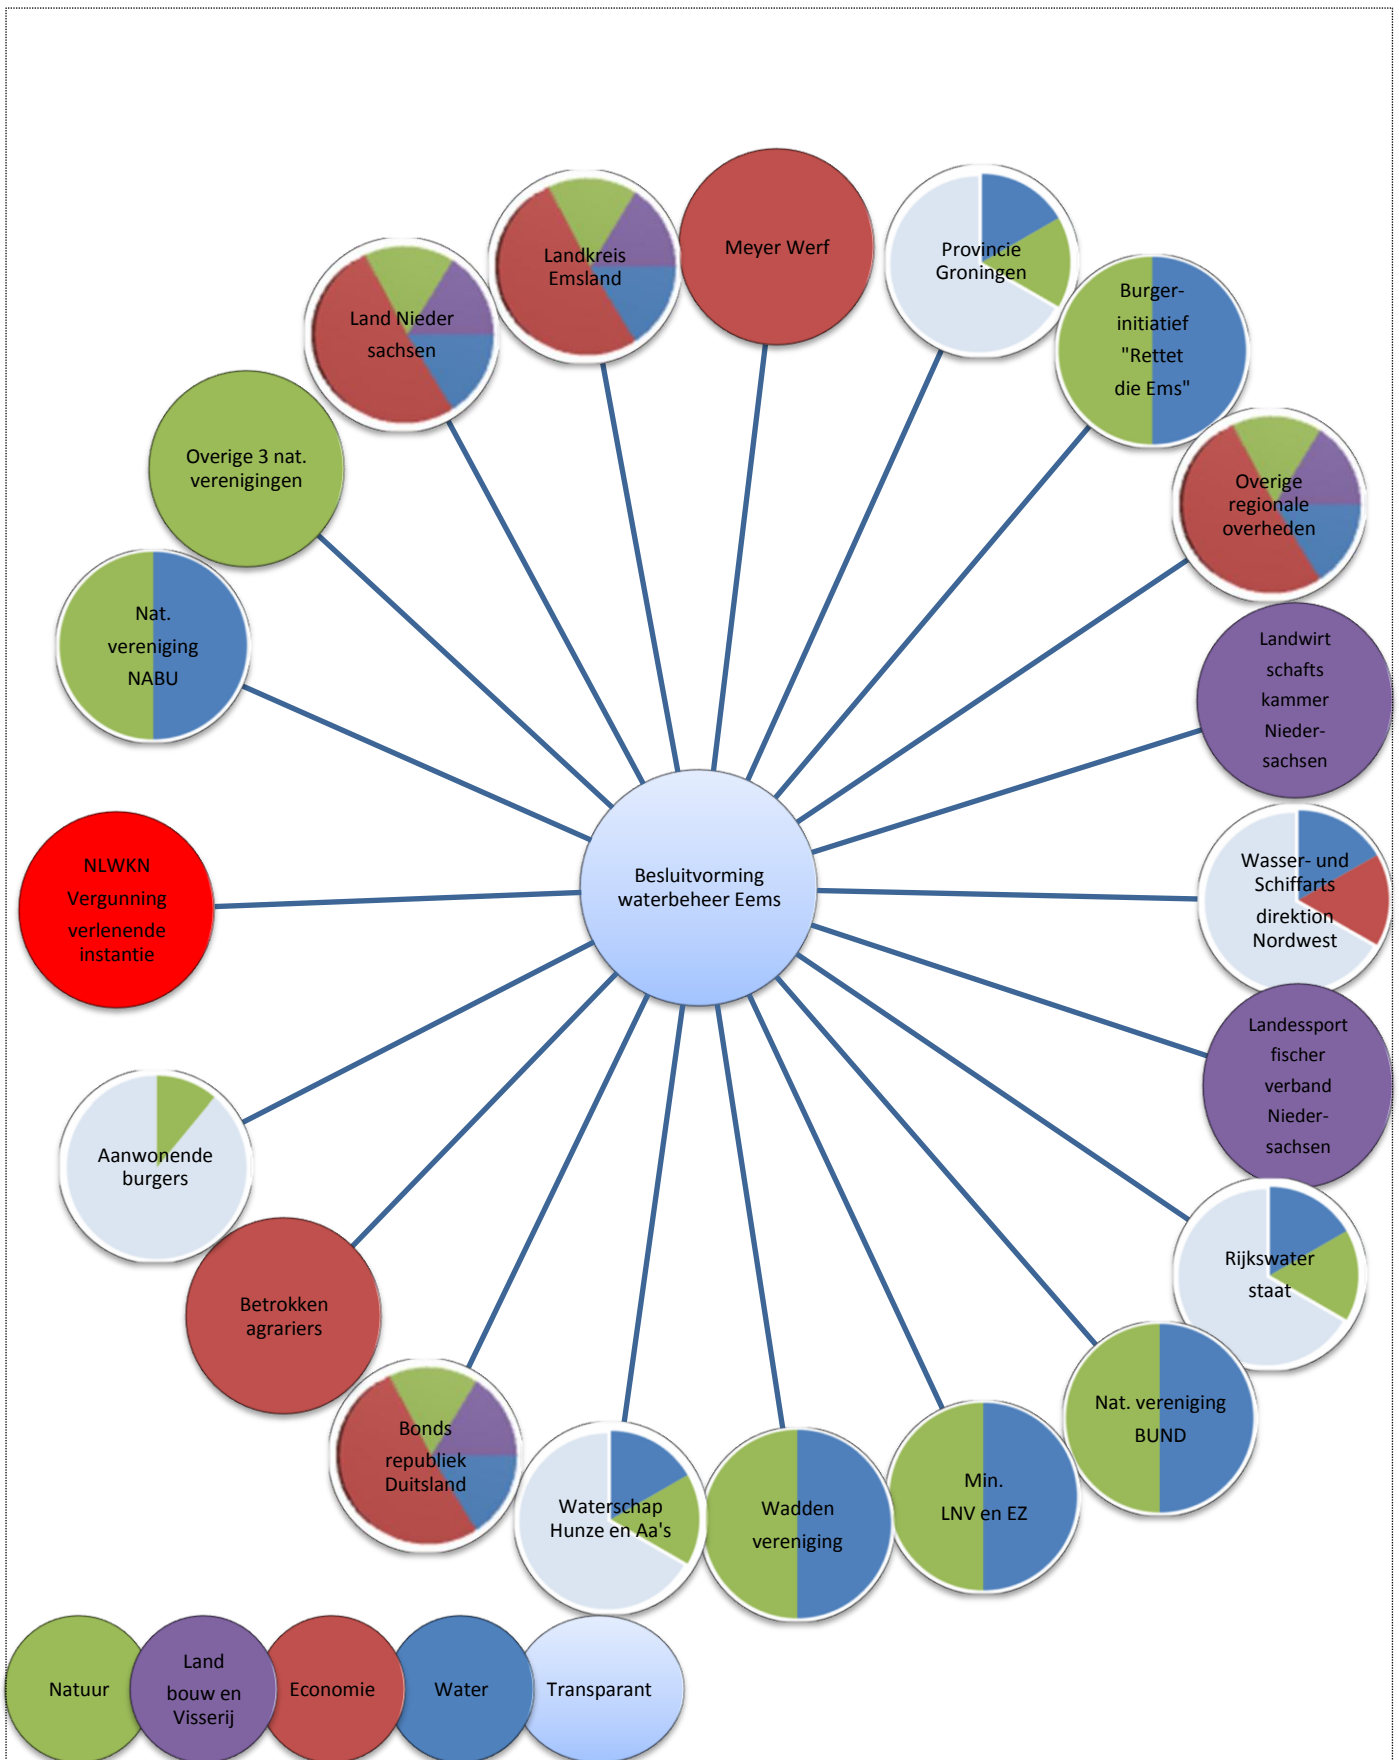 Meyer Werf
Provincie
Groningen
Burger-
initiatief
"Rettet
die Ems"
Overige
regionale
overheden
Landwirt
schafts
kammer
Nieder-
sachsen
Wasser- und
Schiffarts
direktion
Nordwest
Landessport
fischer
verband
Nieder-
sachsen
Rijkswater
staat
Nat. vereniging
BUND
Min.
LNV en EZ
Wadden
vereniging
Waterschap
Hunze en Aa's
Bonds
republiek
Duitsland
Betrokken
agrariers
Aanwonende
burgers
NLWKN
Vergunning
verlenende
instantie
Nat.
vereniging
NABU
Overige 3 nat.
verenigingen
Land Nieder
sachsen
Landkreis
Emsland
Besluitvorming
waterbeheer Eems
Natuur
Land
bouw en
Visserij
Economie
Water
Transparant